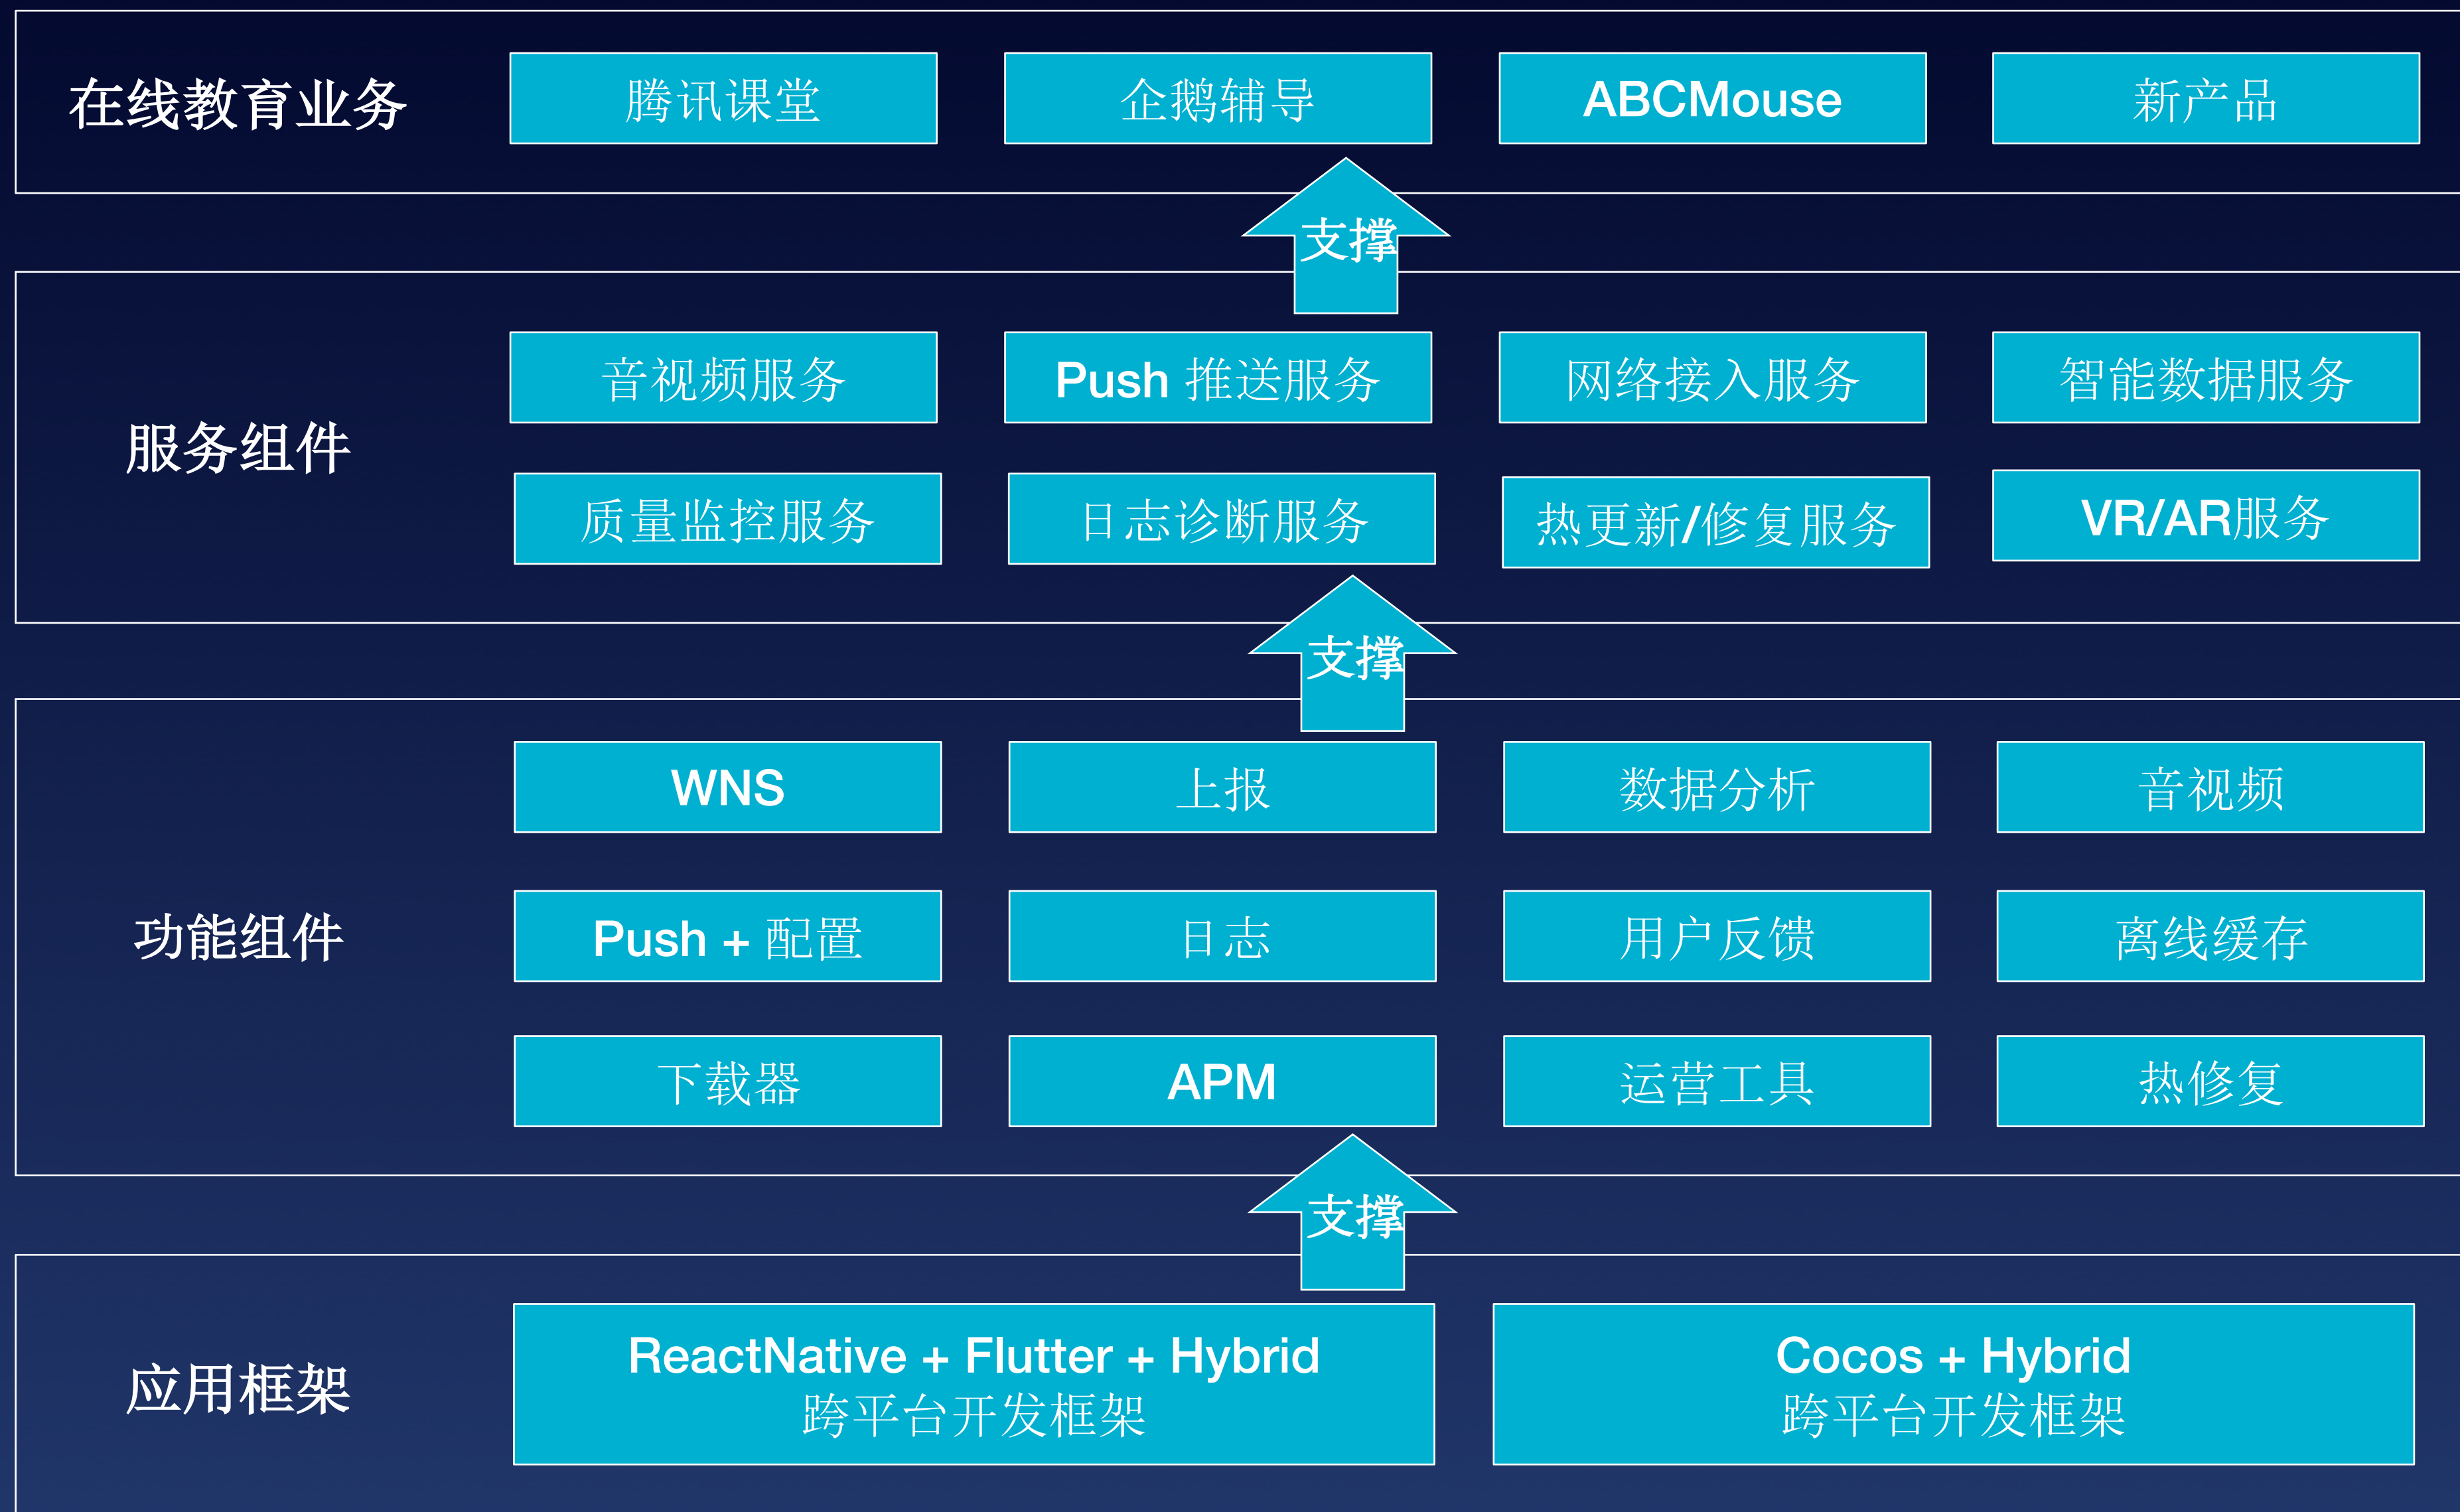 在线教育业务
腾讯课堂
企鹅辅导
ABCMouse
新产品
支撑
服务组件
音视频服务
Push 推送服务
网络接入服务
智能数据服务
质量监控服务
日志诊断服务
热更新/修复服务
VR/AR服务
支撑
功能组件
WNS
上报
数据分析
音视频
Push + 配置
日志
用户反馈
离线缓存
下载器
APM
运营工具
热修复
支撑
应用框架
ReactNative + Flutter + Hybrid
跨平台开发框架
Cocos + Hybrid
跨平台开发框架